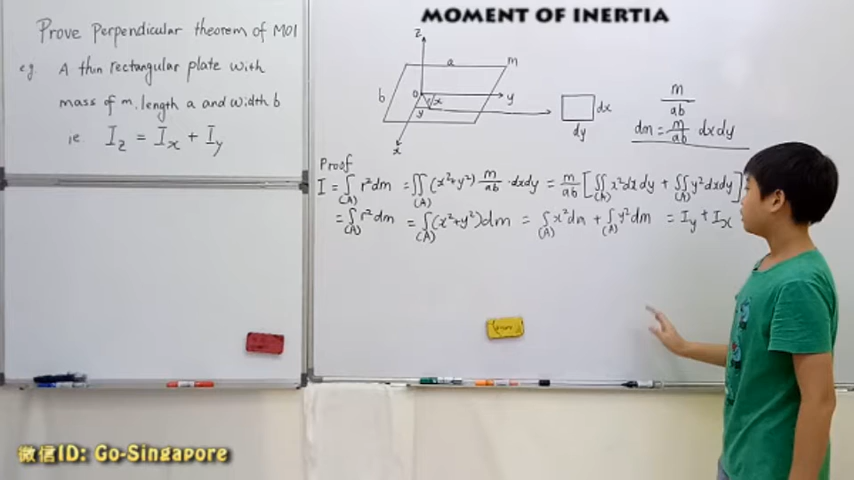 MOMENT OF INERTIA
Prove Perpendicular theorem of MOI
e.g. A thin rectangular plate with
mass of m, length a and width b
i.e. I_z = I_x + I_y
z
a
m
b
o
x
y
y
x
dx
dy
m/ab
dm = m/ab dxdy
Proof
I = ∫(A) r²dm = ∬(A) (x²+y²) m/ab · dxdy = m/ab [∬(A) x²dxdy + ∬(A) y²dxdy]
= ∫(A) r²dm = ∫(A) (x²+y²)dm = ∫(A) x²dm + ∫(A) y²dm = I_y + I_x
微信ID: Go-Singapore